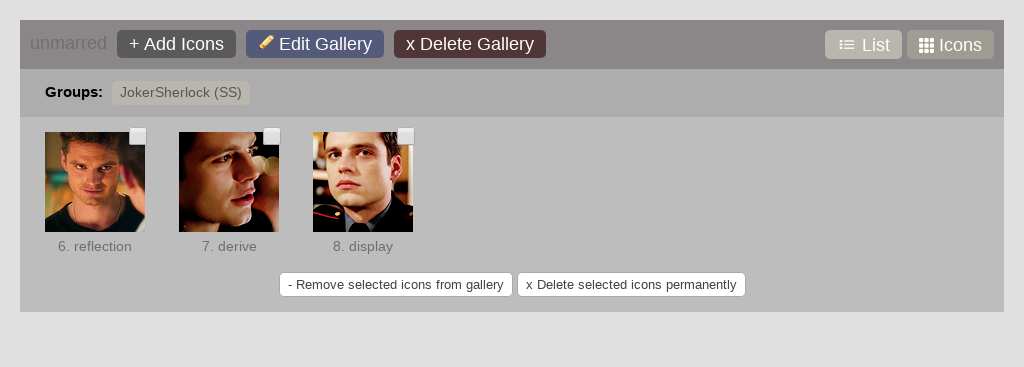 unmarred + Add Icons Edit Gallery x Delete Gallery List Icons
Groups: JokerSherlock (SS)
6. reflection 7. derive 8. display
- Remove selected icons from gallery x Delete selected icons permanently